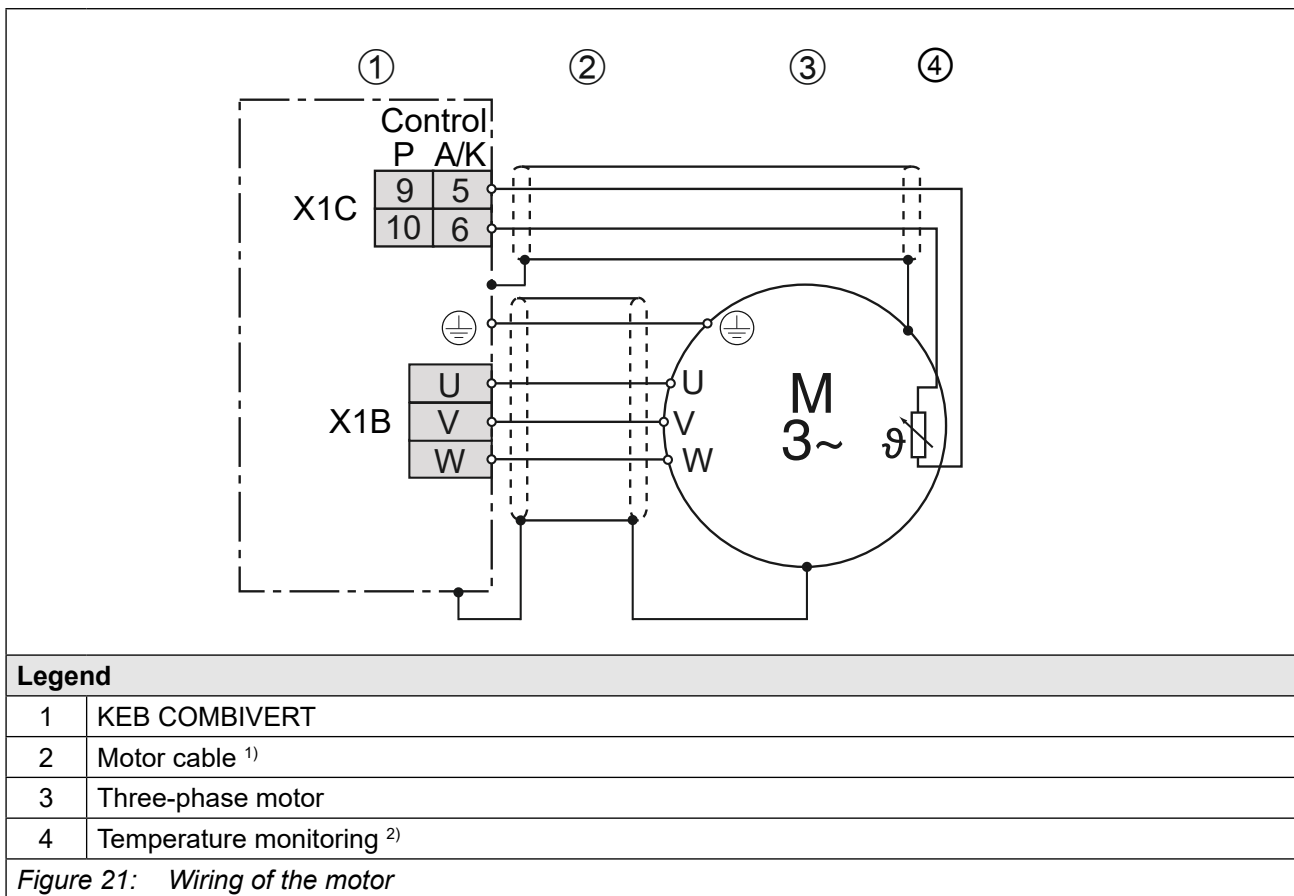 ① ② ③ ④
Control
P A/K
X1C 9 5
10 6
U U
M
X1B V V
3~ ϑ
W W
Legend
1 KEB COMBIVERT
2 Motor cable 1)
3 Three-phase motor
4 Temperature monitoring 2)
Figure 21: Wiring of the motor